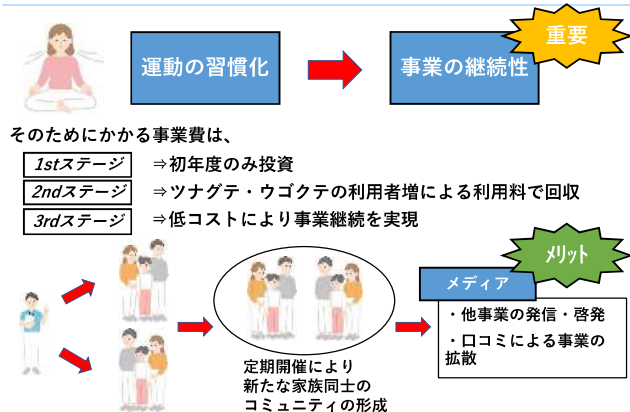 運動の習慣化
事業の継続性
重要
そのためにかかる事業費は、
1stステージ ⇒初年度のみ投資
2ndステージ ⇒ツナグテ・ウゴクテの利用者増による利用料で回収
3rdステージ ⇒低コストにより事業継続を実現
メリット
メディア
・他事業の発信・啓発
・口コミによる事業の
拡散
定期開催により
新たな家族同士の
コミュニティの形成